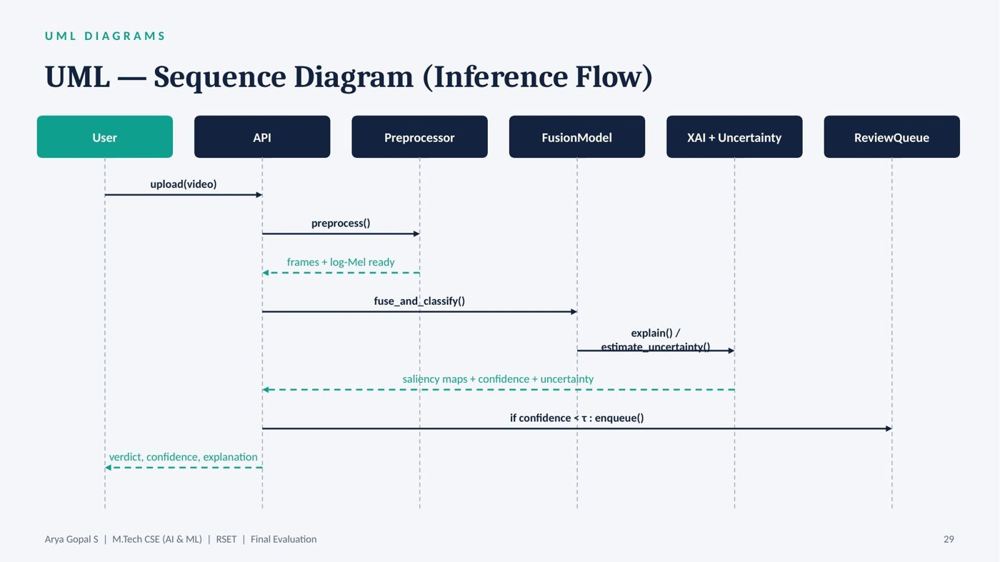 UML DIAGRAMS
UML — Sequence Diagram (Inference Flow)
User
API
Preprocessor
FusionModel
XAI + Uncertainty
ReviewQueue
upload(video)
preprocess()
frames + log-Mel ready
fuse_and_classify()
explain() /
estimate_uncertainty()
saliency maps + confidence + uncertainty
if confidence < τ : enqueue()
verdict, confidence, explanation
Arya Gopal S | M.Tech CSE (AI & ML) | RSET | Final Evaluation
29